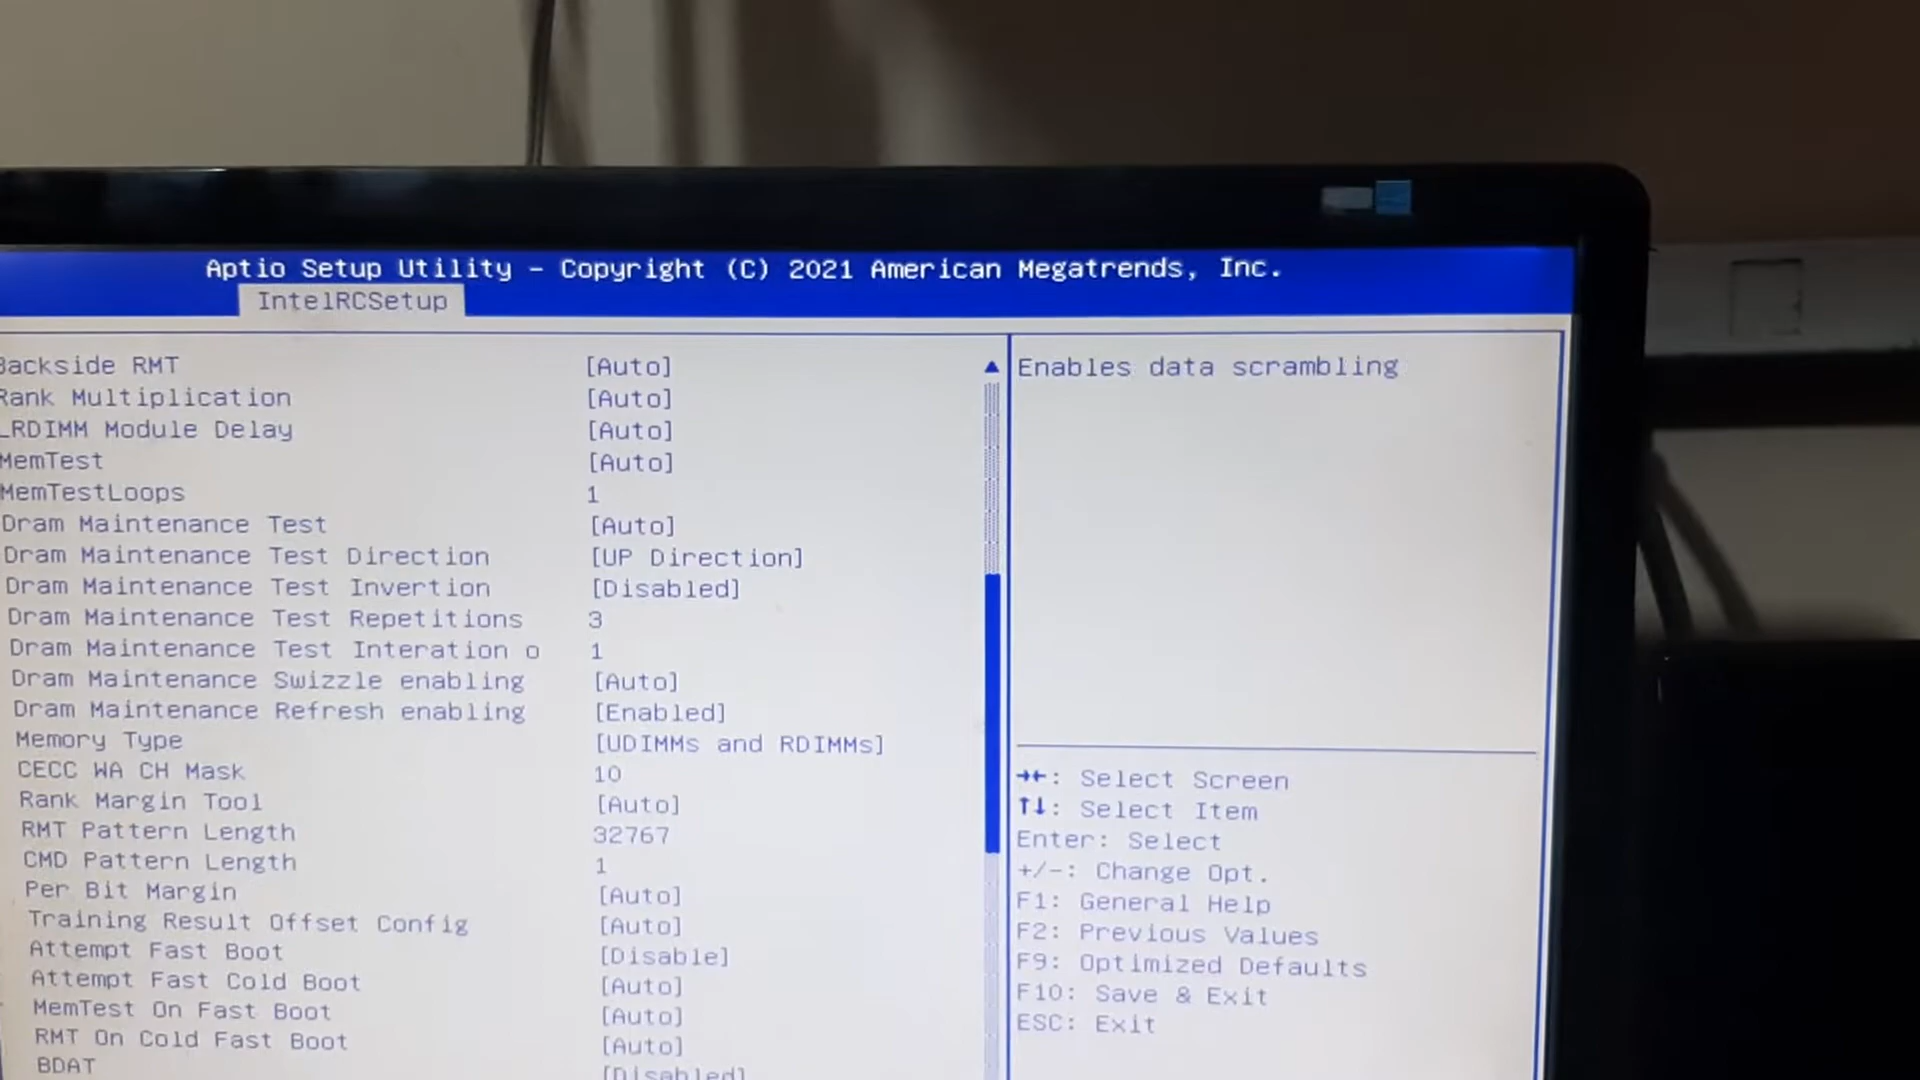 Aptio Setup Utility – Copyright (C) 2021 American Megatrends, Inc.
IntelRCSetup
Backside RMT [Auto]
Rank Multiplication [Auto]
LRDIMM Module Delay [Auto]
MemTest [Auto]
MemTestLoops 1
Dram Maintenance Test [Auto]
Dram Maintenance Test Direction [UP Direction]
Dram Maintenance Test Invertion [Disabled]
Dram Maintenance Test Repetitions 3
Dram Maintenance Test Interation o 1
Dram Maintenance Swizzle enabling [Auto]
Dram Maintenance Refresh enabling [Enabled]
Memory Type [UDIMMs and RDIMMs]
CECC WA CH Mask 10
Rank Margin Tool [Auto]
RMT Pattern Length 32767
CMD Pattern Length 1
Per Bit Margin [Auto]
Training Result Offset Config [Auto]
Attempt Fast Boot [Disable]
Attempt Fast Cold Boot [Auto]
MemTest On Fast Boot [Auto]
RMT On Cold Fast Boot [Auto]
BDAT [Disabled]
Enables data scrambling
→←: Select Screen
↑↓: Select Item
Enter: Select
+/-: Change Opt.
F1: General Help
F2: Previous Values
F9: Optimized Defaults
F10: Save & Exit
ESC: Exit